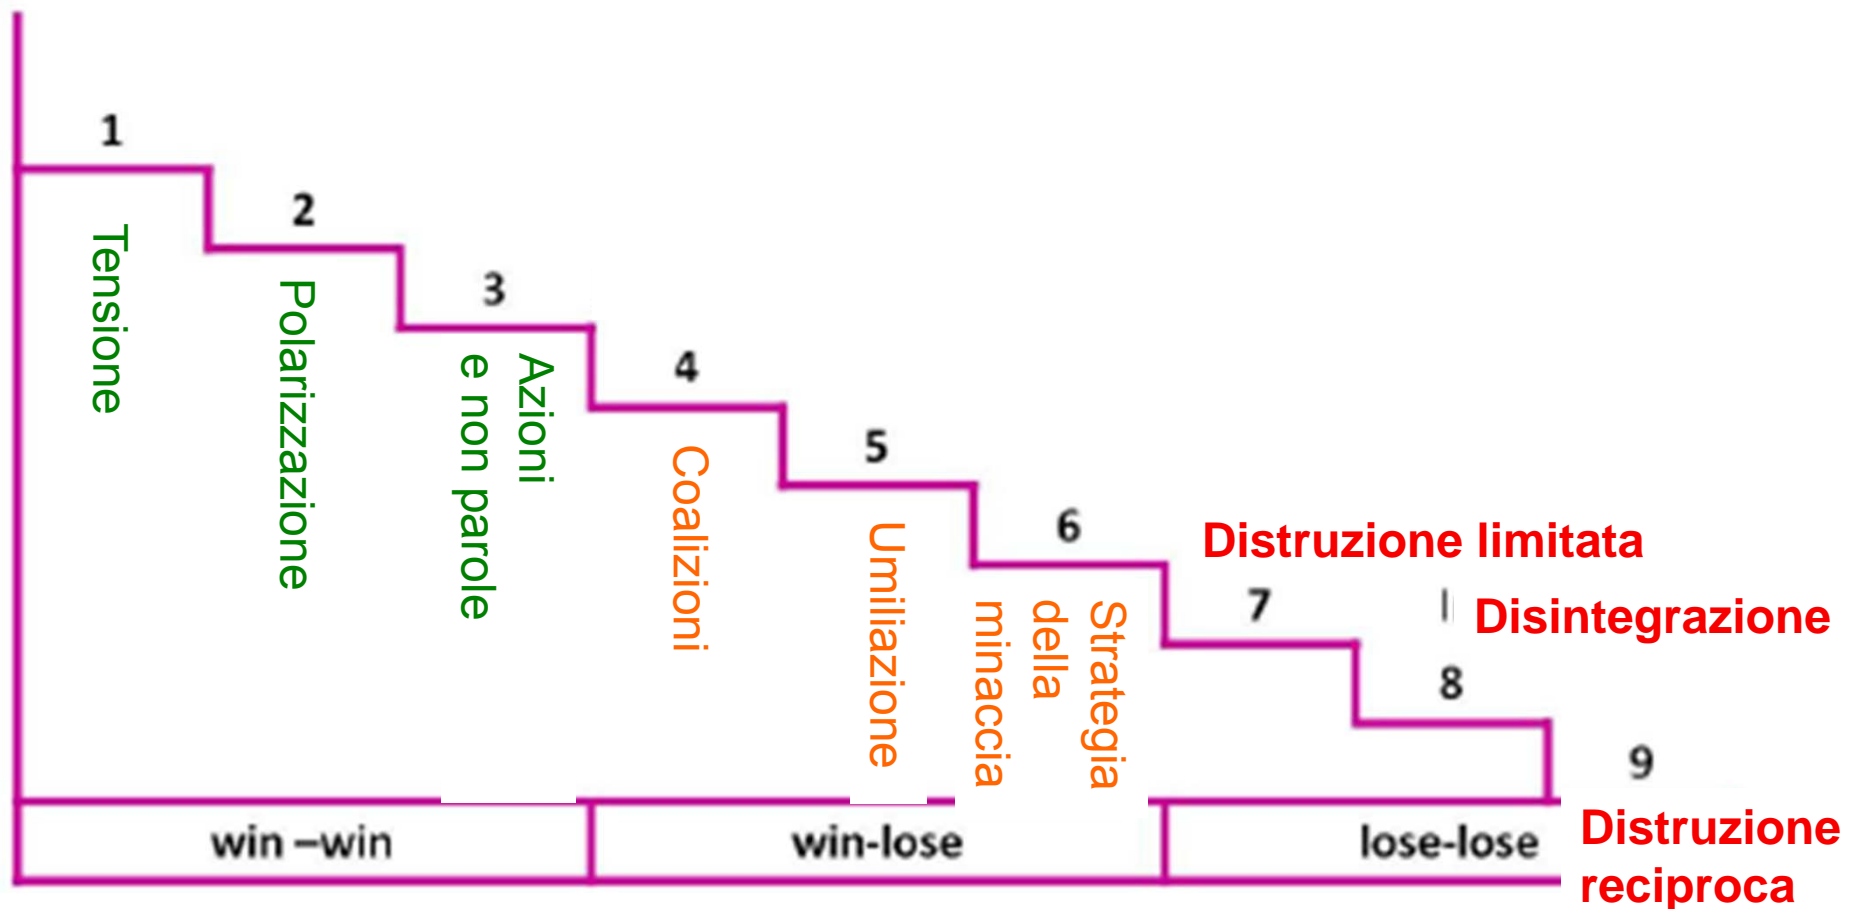 1
Tensione
2
Polarizzazione
3
Azioni
e non parole
4
Coalizioni
5
Umiliazione
6
Strategia
della
minaccia
Distruzione limitata
7
Disintegrazione
8
9
Distruzione
reciproca
win –win
win-lose
lose-lose